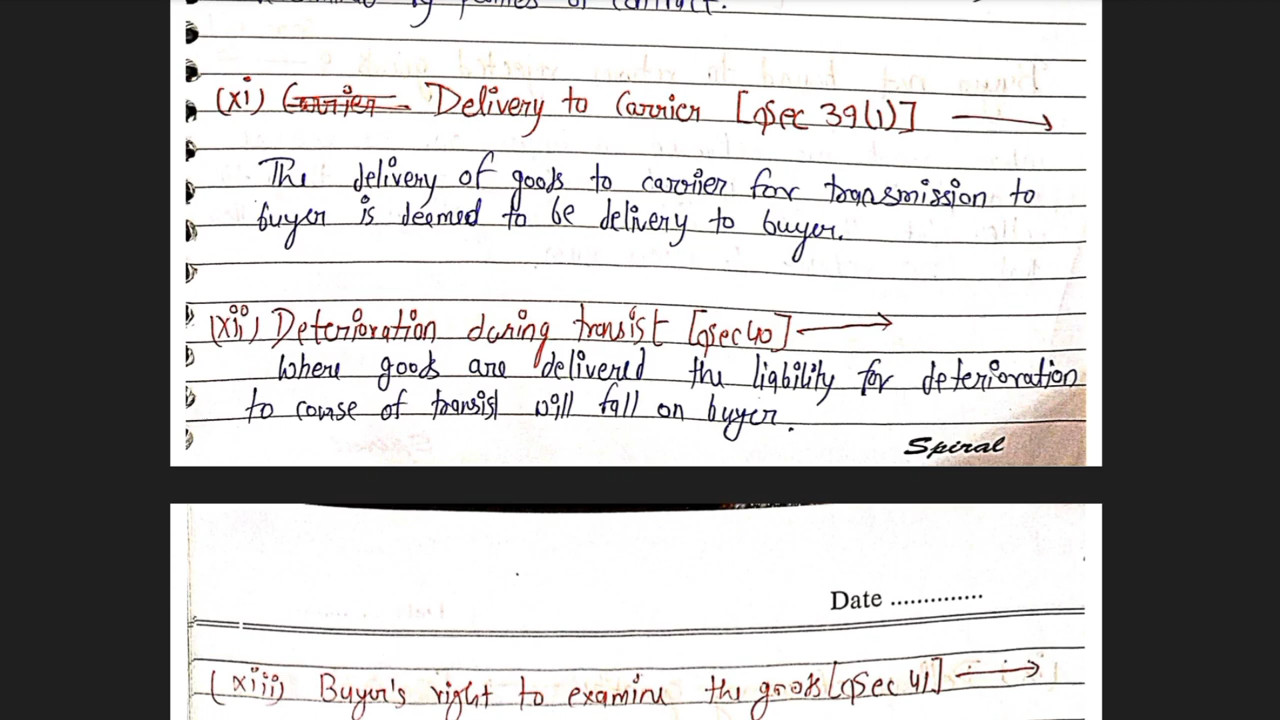 of contract.
(xi) Carrier Delivery to Carrier [Sec 39(1)] →
The delivery of goods to carrier for transmission to
buyer is deemed to be delivery to buyer.
(xii) Deterioration during transist [Sec 40] →
Where goods are delivered the liability for deterioration
to course of transist will fall on buyer.
Spiral
Date ..............
(xiii) Buyer's right to examine the goods [Sec 41] →